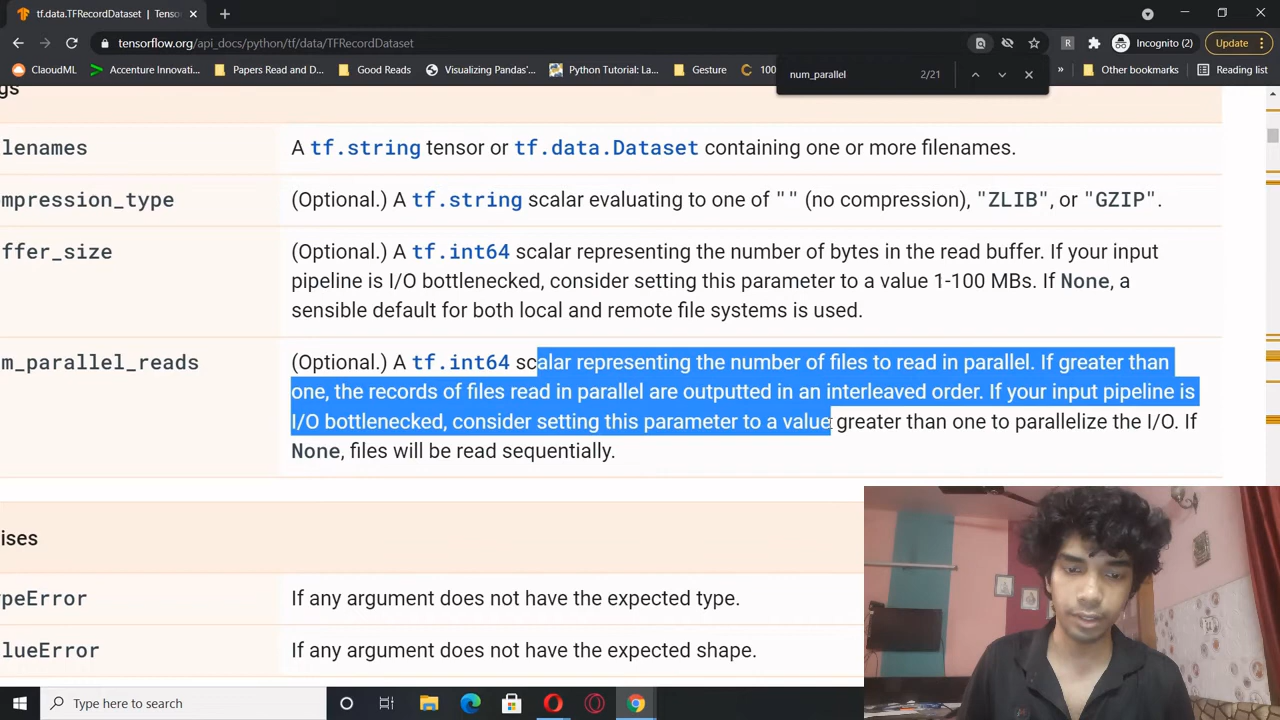 tf.data.TFRecordDataset | Tenso
tensorflow.org/api_docs/python/tf/data/TFRecordDataset
R
Incognito (2)
Update
ClaoudML
Accenture Innovati...
Papers Read and D...
Good Reads
Visualizing Pandas'...
Python Tutorial: La...
Gesture
100
»
Other bookmarks
Reading list
num_parallel
2/21
gs
lenames
A tf.string tensor or tf.data.Dataset containing one or more filenames.
mpression_type
(Optional.) A tf.string scalar evaluating to one of "" (no compression), "ZLIB", or "GZIP".
ffer_size
(Optional.) A tf.int64 scalar representing the number of bytes in the read buffer. If your input
pipeline is I/O bottlenecked, consider setting this parameter to a value 1-100 MBs. If None, a
sensible default for both local and remote file systems is used.
m_parallel_reads
(Optional.) A tf.int64 scalar representing the number of files to read in parallel. If greater than
one, the records of files read in parallel are outputted in an interleaved order. If your input pipeline is
I/O bottlenecked, consider setting this parameter to a value greater than one to parallelize the I/O. If
None, files will be read sequentially.
ises
peError
If any argument does not have the expected type.
lueError
If any argument does not have the expected shape.
Type here to search